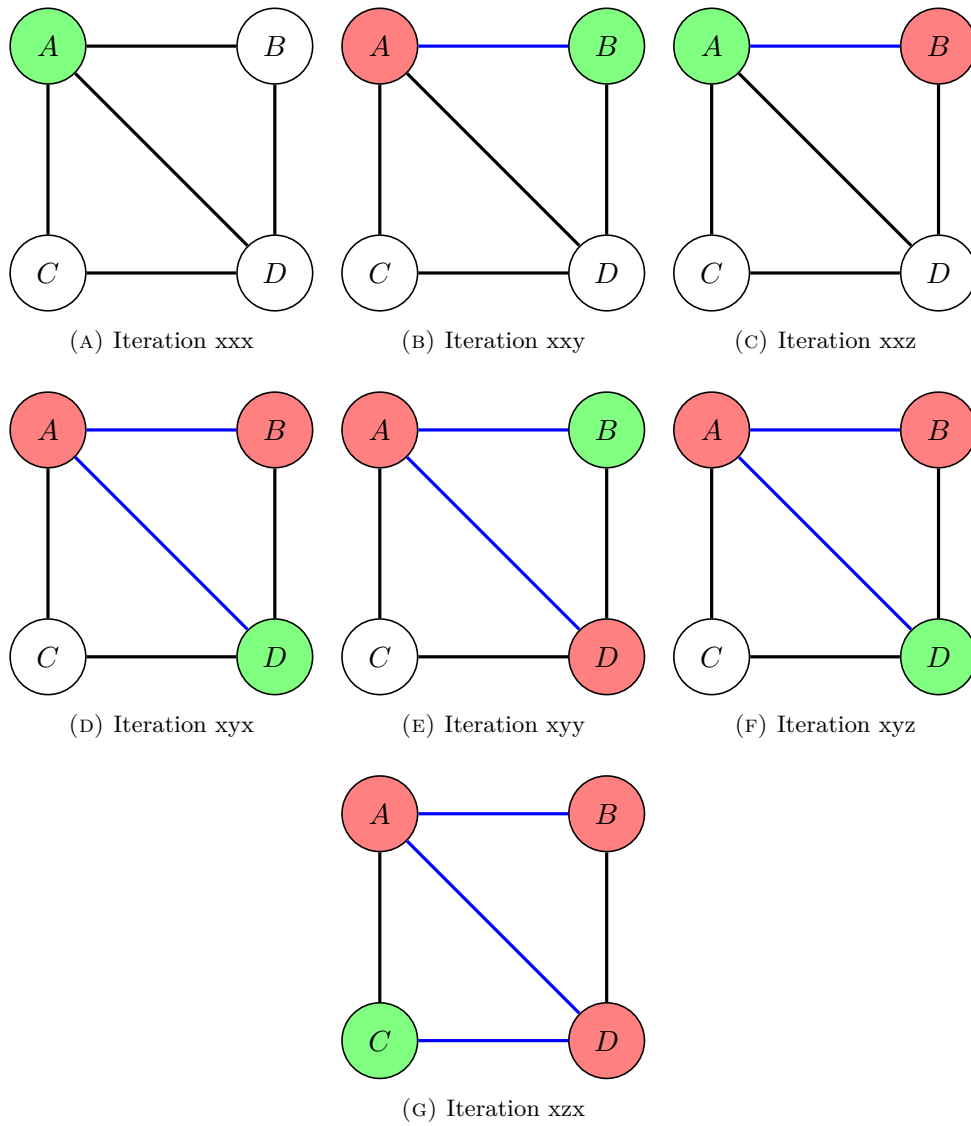 A B A B A B
C D C D C D
(A) Iteration xxx (B) Iteration xxy (C) Iteration xxz
A B A B A B
C D C D C D
(D) Iteration xyx (E) Iteration xyy (F) Iteration xyz
A B
C D
(G) Iteration xzx